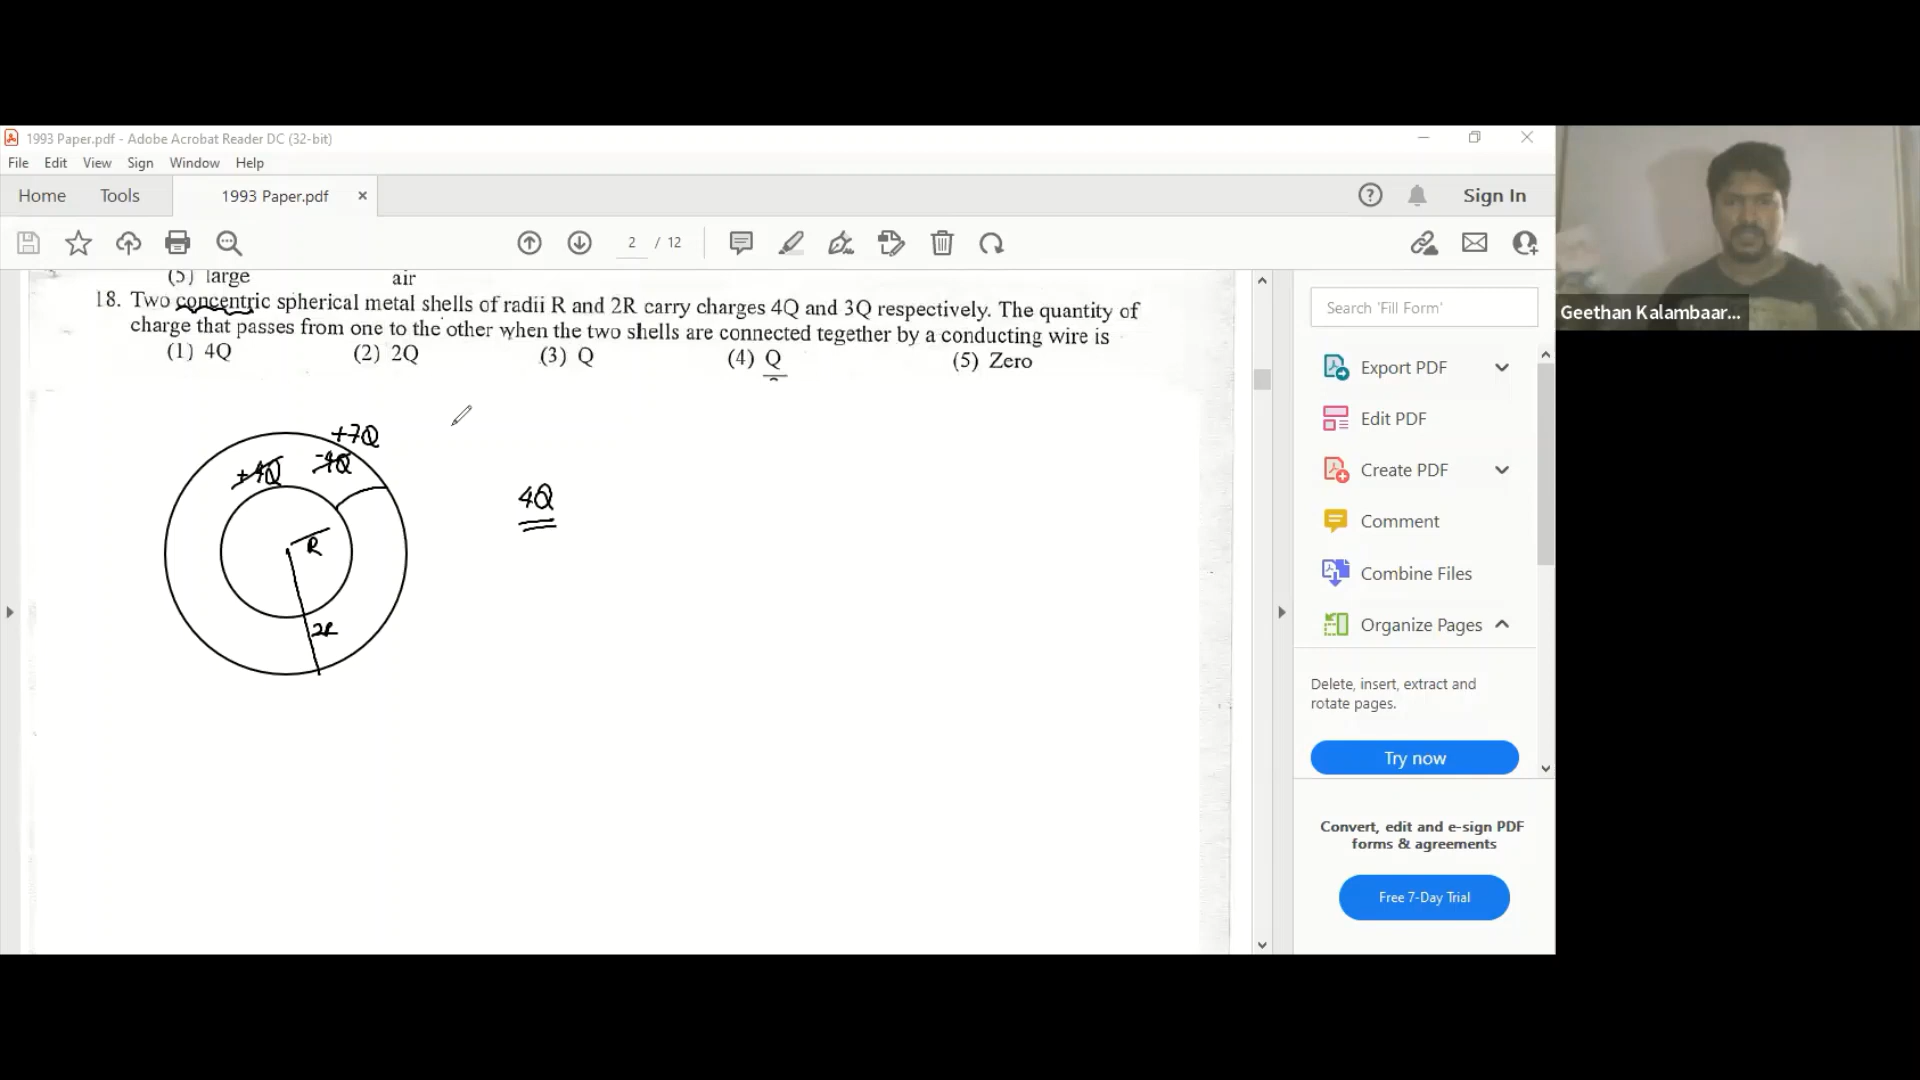 1993 Paper.pdf - Adobe Acrobat Reader DC (32-bit)
File Edit View Sign Window Help
Home Tools 1993 Paper.pdf × Sign In
2 / 12
(5) large air
18. Two concentric spherical metal shells of radii R and 2R carry charges 4Q and 3Q respectively. The quantity of
charge that passes from one to the other when the two shells are connected tegether by a conducting wire is
(1) 4Q (2) 2Q (3) Q (4) Q (5) Zero
+7Q
+4Q -4Q
4Q
R
2R
Search 'Fill Form'
Export PDF
Edit PDF
Create PDF
Comment
Combine Files
Organize Pages
Delete, insert, extract and
rotate pages.
Try now
Convert, edit and e-sign PDF
forms & agreements
Free 7-Day Trial
Geethan Kalambaar...